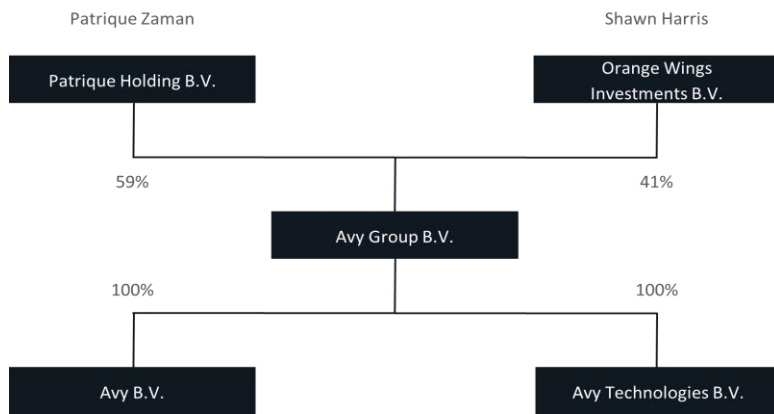 Patrique Zaman
Shawn Harris
Patrique Holding B.V.
Orange Wings
Investments B.V.
59%
41%
Avy Group B.V.
100%
100%
Avy B.V.
Avy Technologies B.V.